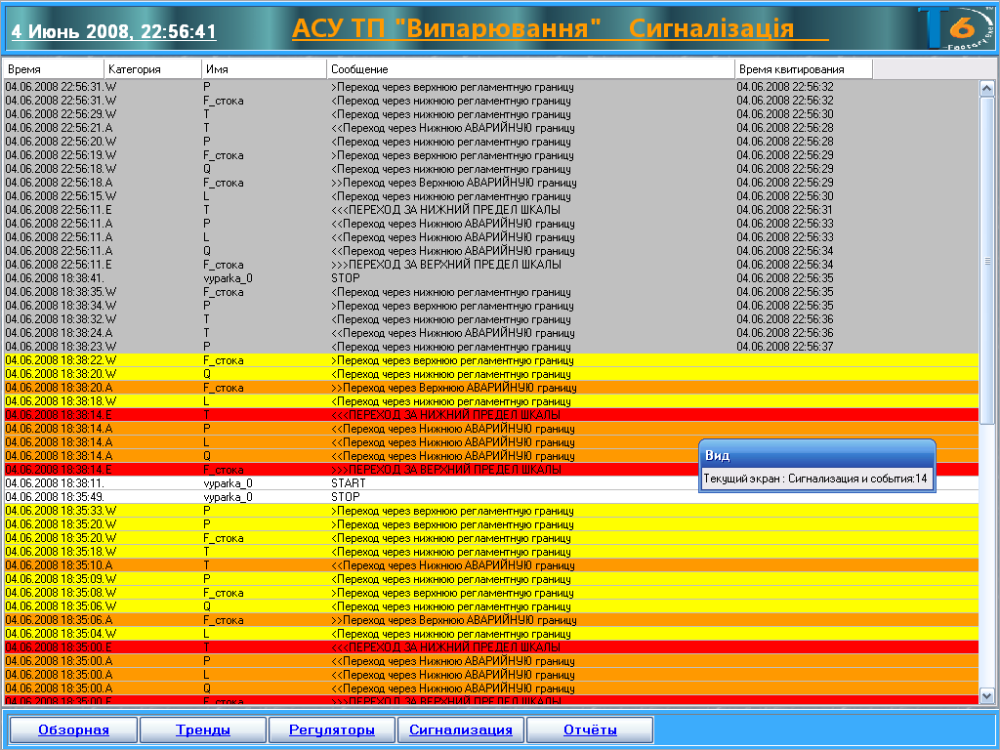 4 Июнь 2008, 22:56:41 АСУ ТП "Випарювання" Сигналізація T 6 Factory
Время Категория Имя Сообщение Время квитирования
04.06.2008 22:56:31. W P >Переход через верхнюю регламентную границу 04.06.2008 22:56:32
04.06.2008 22:56:31. W F_стока <Переход через нижнюю регламентную границу 04.06.2008 22:56:32
04.06.2008 22:56:29. W T <Переход через нижнюю регламентную границу 04.06.2008 22:56:30
04.06.2008 22:56:21. A T <<Переход через Нижнюю АВАРИЙНУЮ границу 04.06.2008 22:56:28
04.06.2008 22:56:20. W P <Переход через нижнюю регламентную границу 04.06.2008 22:56:28
04.06.2008 22:56:19. W F_стока >Переход через верхнюю регламентную границу 04.06.2008 22:56:29
04.06.2008 22:56:18. W Q <Переход через нижнюю регламентную границу 04.06.2008 22:56:29
04.06.2008 22:56:18. A F_стока >>Переход через Верхнюю АВАРИЙНУЮ границу 04.06.2008 22:56:29
04.06.2008 22:56:15. W L <Переход через нижнюю регламентную границу 04.06.2008 22:56:30
04.06.2008 22:56:11. E T <<<ПЕРЕХОД ЗА НИЖНИЙ ПРЕДЕЛ ШКАЛЫ 04.06.2008 22:56:31
04.06.2008 22:56:11. A P <<Переход через Нижнюю АВАРИЙНУЮ границу 04.06.2008 22:56:33
04.06.2008 22:56:11. A L <<Переход через Нижнюю АВАРИЙНУЮ границу 04.06.2008 22:56:33
04.06.2008 22:56:11. A Q <<Переход через Нижнюю АВАРИЙНУЮ границу 04.06.2008 22:56:34
04.06.2008 22:56:11. E F_стока >>>ПЕРЕХОД ЗА ВЕРХНИЙ ПРЕДЕЛ ШКАЛЫ 04.06.2008 22:56:34
04.06.2008 18:38:41. vyparka_0 STOP 04.06.2008 22:56:35
04.06.2008 18:38:35. W F_стока <Переход через нижнюю регламентную границу 04.06.2008 22:56:35
04.06.2008 18:38:34. W P >Переход через верхнюю регламентную границу 04.06.2008 22:56:35
04.06.2008 18:38:32. W T <Переход через нижнюю регламентную границу 04.06.2008 22:56:36
04.06.2008 18:38:24. A T <<Переход через Нижнюю АВАРИЙНУЮ границу 04.06.2008 22:56:36
04.06.2008 18:38:23. W P <Переход через нижнюю регламентную границу 04.06.2008 22:56:37
04.06.2008 18:38:22. W F_стока >Переход через верхнюю регламентную границу
04.06.2008 18:38:20. W Q <Переход через нижнюю регламентную границу
04.06.2008 18:38:20. A F_стока >>Переход через Верхнюю АВАРИЙНУЮ границу
04.06.2008 18:38:18. W L <Переход через нижнюю регламентную границу
04.06.2008 18:38:14. E T <<<ПЕРЕХОД ЗА НИЖНИЙ ПРЕДЕЛ ШКАЛЫ
04.06.2008 18:38:14. A P <<Переход через Нижнюю АВАРИЙНУЮ границу
04.06.2008 18:38:14. A L <<Переход через Нижнюю АВАРИЙНУЮ границу
04.06.2008 18:38:14. A Q <<Переход через Нижнюю АВАРИЙНУЮ границу
04.06.2008 18:38:14. E F_стока >>>ПЕРЕХОД ЗА ВЕРХНИЙ ПРЕДЕЛ ШКАЛЫ
Вид
Текущий экран : Сигнализация и события:14
04.06.2008 18:38:11. vyparka_0 START
04.06.2008 18:35:49. vyparka_0 STOP
04.06.2008 18:35:33. W P >Переход через верхнюю регламентную границу
04.06.2008 18:35:20. W P >Переход через верхнюю регламентную границу
04.06.2008 18:35:20. W F_стока <Переход через нижнюю регламентную границу
04.06.2008 18:35:18. W T <Переход через нижнюю регламентную границу
04.06.2008 18:35:10. A T <<Переход через Нижнюю АВАРИЙНУЮ границу
04.06.2008 18:35:09. W P <Переход через нижнюю регламентную границу
04.06.2008 18:35:08. W F_стока >Переход через верхнюю регламентную границу
04.06.2008 18:35:06. W Q <Переход через нижнюю регламентную границу
04.06.2008 18:35:06. A F_стока >>Переход через Верхнюю АВАРИЙНУЮ границу
04.06.2008 18:35:04. W L <Переход через нижнюю регламентную границу
04.06.2008 18:35:00. E T <<<ПЕРЕХОД ЗА НИЖНИЙ ПРЕДЕЛ ШКАЛЫ
04.06.2008 18:35:00. A P <<Переход через Нижнюю АВАРИЙНУЮ границу
04.06.2008 18:35:00. A L <<Переход через Нижнюю АВАРИЙНУЮ границу
04.06.2008 18:35:00. A Q <<Переход через Нижнюю АВАРИЙНУЮ границу
04.06.2008 18:35:00. E F_стока >>>ПЕРЕХОД ЗА ВЕРХНИЙ ПРЕДЕЛ ШКАЛЫ
Обзорная Тренды Регуляторы Сигнализация Отчёты